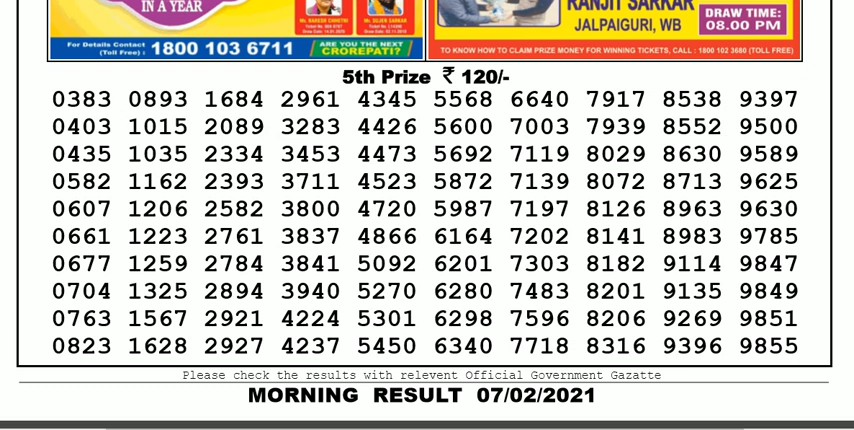 IN A YEAR
Mr. NARESH CHHETRI
Mr. SUJEN SARKAR
For Details Contact
(Toll Free) : 1800 103 6711
ARE YOU THE NEXT
CROREPATI?
RANJIT SARKAR
JALPAIGURI, WB
DRAW TIME:
08.00 PM
TO KNOW HOW TO CLAIM PRIZE MONEY FOR WINNING TICKETS, CALL : 1800 102 3680 (TOLL FREE)
5th Prize ₹ 120/-
0383 0893 1684 2961 4345 5568 6640 7917 8538 9397
0403 1015 2089 3283 4426 5600 7003 7939 8552 9500
0435 1035 2334 3453 4473 5692 7119 8029 8630 9589
0582 1162 2393 3711 4523 5872 7139 8072 8713 9625
0607 1206 2582 3800 4720 5987 7197 8126 8963 9630
0661 1223 2761 3837 4866 6164 7202 8141 8983 9785
0677 1259 2784 3841 5092 6201 7303 8182 9114 9847
0704 1325 2894 3940 5270 6280 7483 8201 9135 9849
0763 1567 2921 4224 5301 6298 7596 8206 9269 9851
0823 1628 2927 4237 5450 6340 7718 8316 9396 9855
Please check the results with relevent Official Government Gazatte
MORNING RESULT 07/02/2021